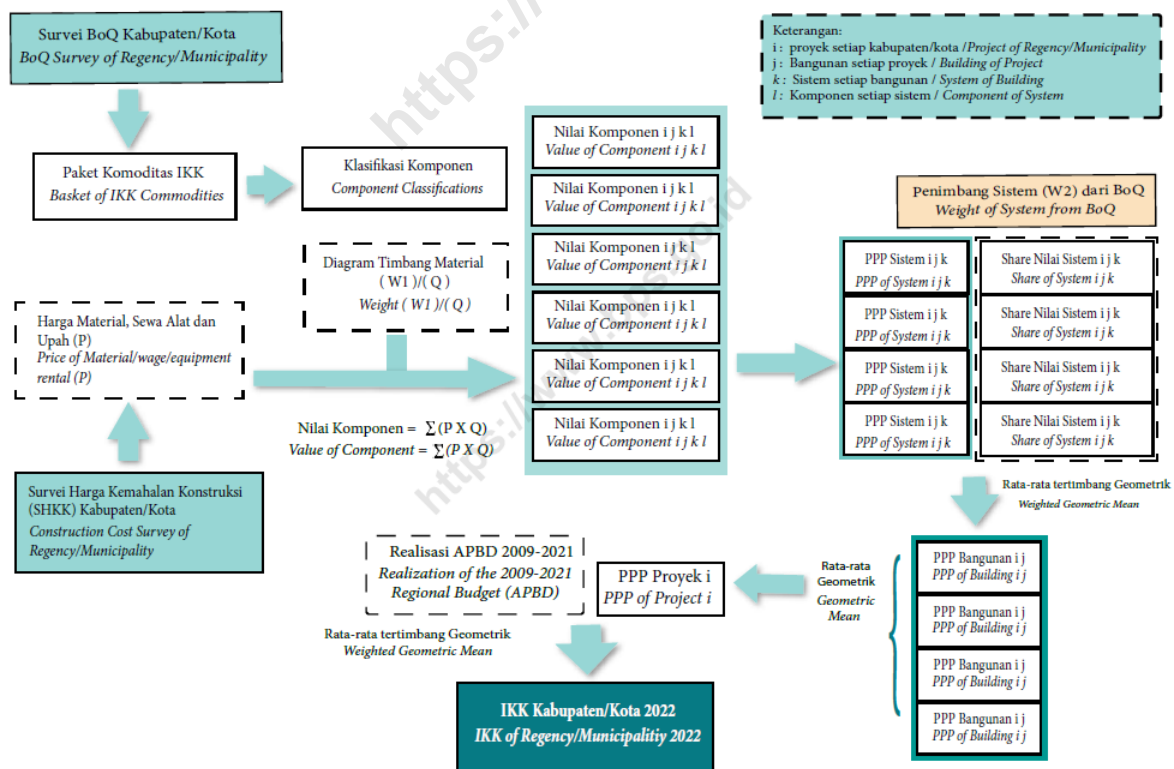 Survei BoQ Kabupaten/Kota
BoQ Survey of Regency/Municipality
Keterangan:
i : proyek setiap kabupaten/kota /Project of Regency/Municipality
j : Bangunan setiap proyek / Building of Project
k : Sistem setiap bangunan / System of Building
l : Komponen setiap sistem / Component of System
Paket Komoditas IKK
Basket of IKK Commodities
Klasifikasi Komponen
Component Classifications
Nilai Komponen i j k l
Value of Component i j k l
Nilai Komponen i j k l
Value of Component i j k l
Nilai Komponen i j k l
Value of Component i j k l
Nilai Komponen i j k l
Value of Component i j k l
Nilai Komponen i j k l
Value of Component i j k l
Nilai Komponen i j k l
Value of Component i j k l
Diagram Timbang Material
( W1 )/( Q )
Weight ( W1 )/( Q )
Harga Material, Sewa Alat dan
Upah (P)
Price of Material/wage/equipment
rental (P)
Nilai Komponen = ∑(P X Q)
Value of Component = ∑(P X Q)
Survei Harga Kemahalan Konstruksi
(SHKK) Kabupaten/Kota
Construction Cost Survey of
Regency/Municipality
Penimbang Sistem (W2) dari BoQ
Weight of System from BoQ
PPP Sistem i j k
PPP of System i j k
PPP Sistem i j k
PPP of System i j k
PPP Sistem i j k
PPP of System i j k
PPP Sistem i j k
PPP of System i j k
Share Nilai Sistem i j k
Share of System i j k
Share Nilai Sistem i j k
Share of System i j k
Share Nilai Sistem i j k
Share of System i j k
Share Nilai Sistem i j k
Share of System i j k
Rata-rata tertimbang Geometrik
Weighted Geometric Mean
PPP Bangunan i j
PPP of Building i j
PPP Bangunan i j
PPP of Building i j
PPP Bangunan i j
PPP of Building i j
PPP Bangunan i j
PPP of Building i j
Rata-rata
Geometrik
Geometric
Mean
PPP Proyek i
PPP of Project i
Realisasi APBD 2009-2021
Realization of the 2009-2021
Regional Budget (APBD)
Rata-rata tertimbang Geometrik
Weighted Geometric Mean
IKK Kabupaten/Kota 2022
IKK of Regency/Municipalitiy 2022